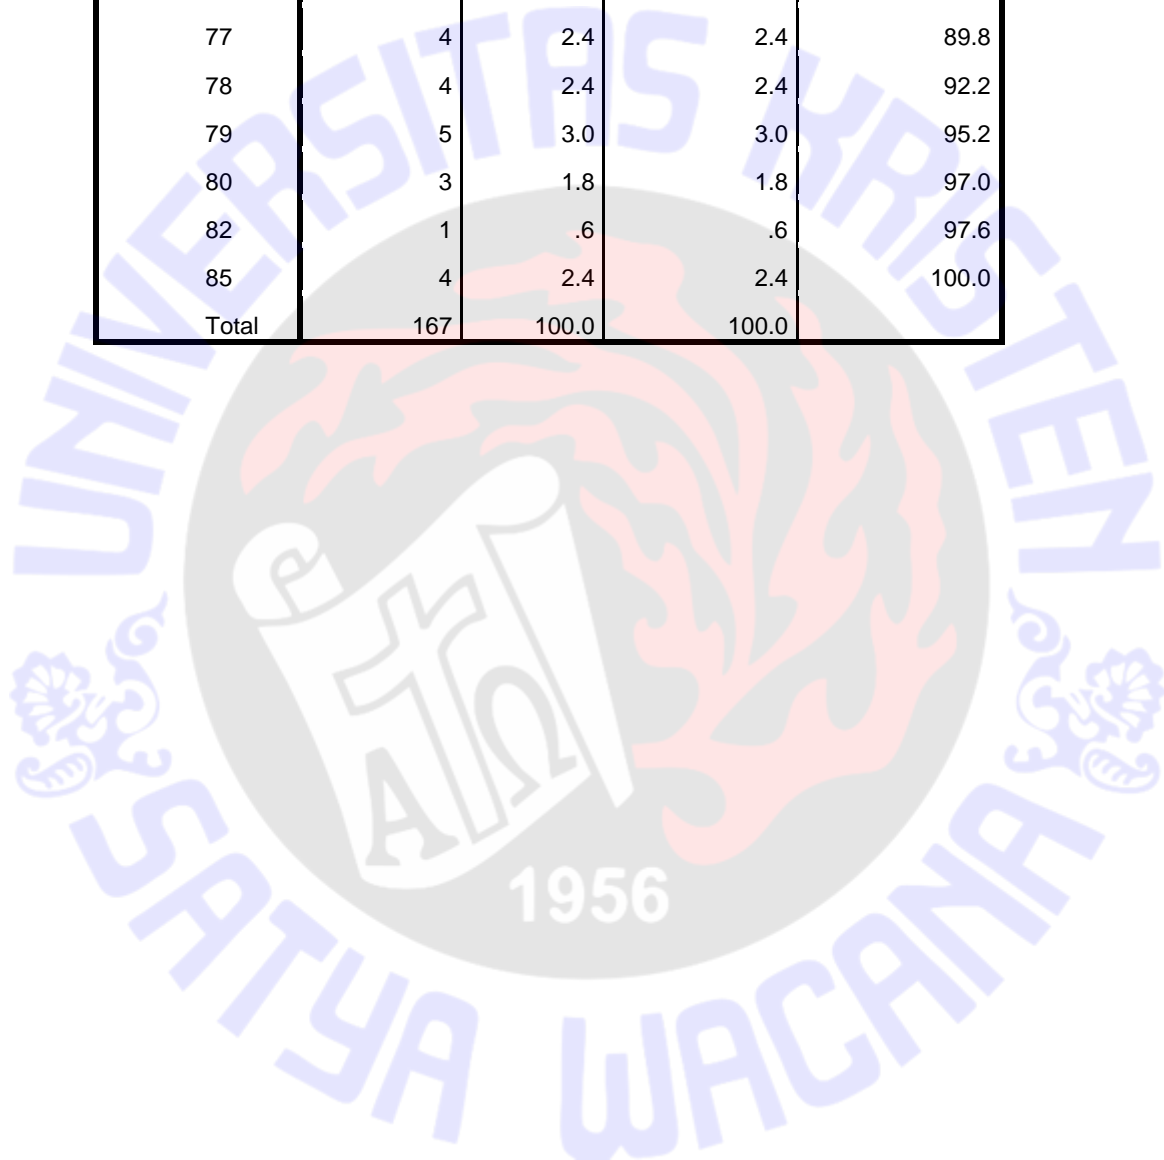 77 4 2.4 2.4 89.8
78 4 2.4 2.4 92.2
79 5 3.0 3.0 95.2
80 3 1.8 1.8 97.0
82 1 .6 .6 97.6
85 4 2.4 2.4 100.0
Total 167 100.0 100.0
UNIVERSITAS KRISTEN
Α Ω
1956
SATYA WACANA